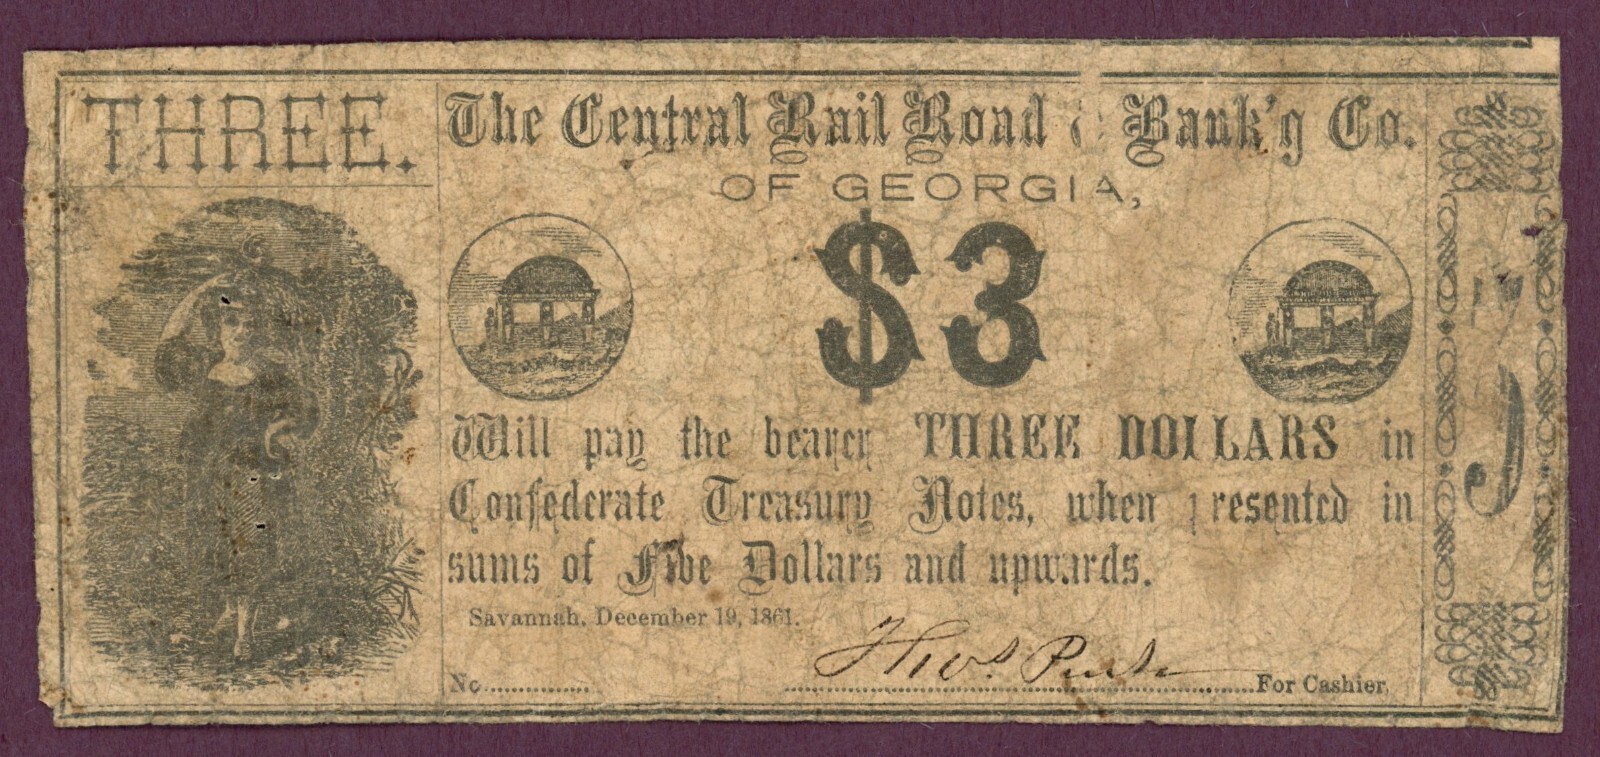 THREE.
The Central Rail Road & Bank'g Co.
OF GEORGIA,
$3
Will pay the bearer THREE DOLLARS in
Confederate Treasury Notes, when presented in
sums of Five Dollars and upwards.
Savannah, December 19, 1861.
No.
For Cashier.